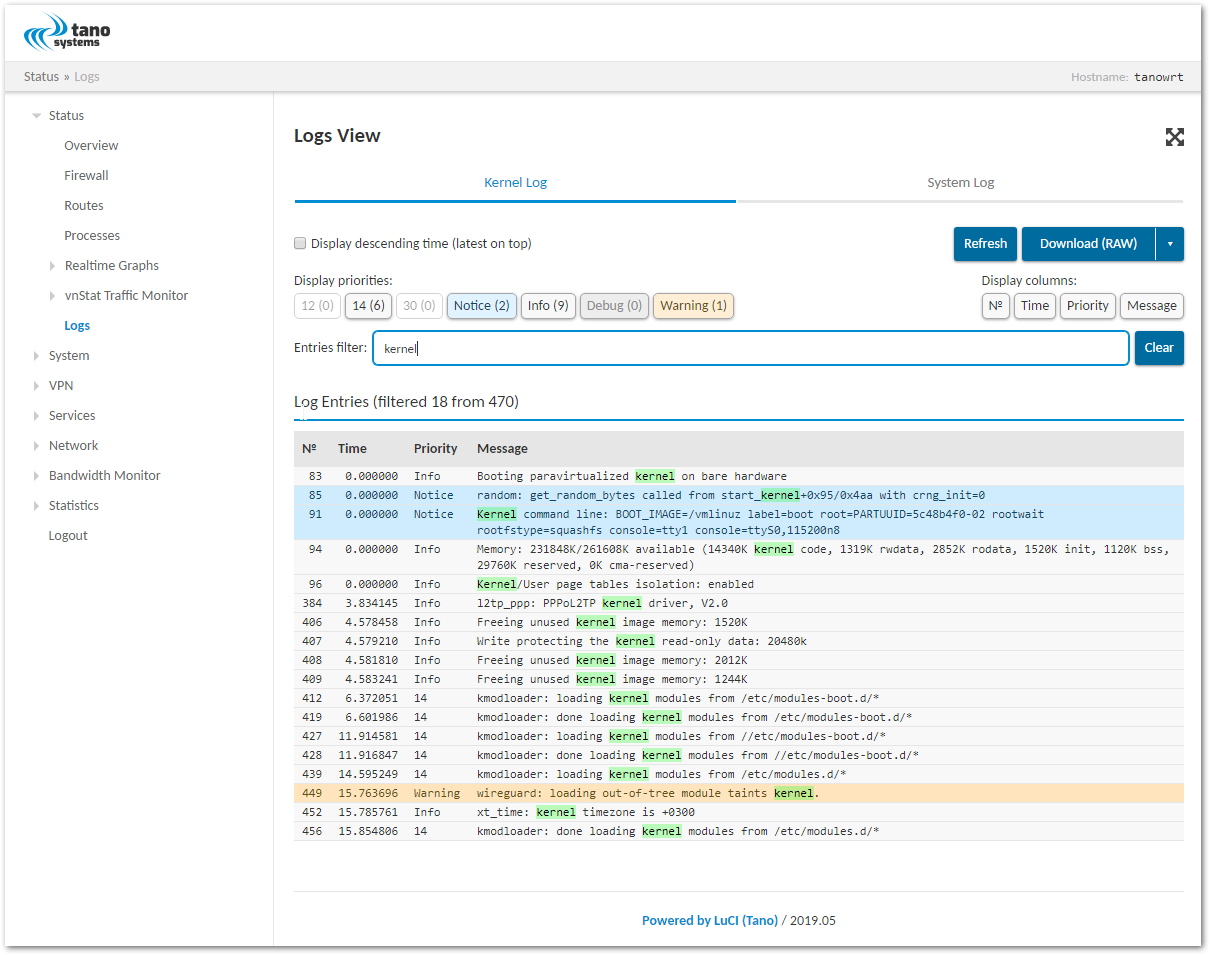 tano
systems
Status » Logs
Hostname: tanowrt
Status
Overview
Firewall
Routes
Processes
Realtime Graphs
vnStat Traffic Monitor
Logs
System
VPN
Services
Network
Bandwidth Monitor
Statistics
Logout
Logs View
Kernel Log
System Log
Display descending time (latest on top)
Refresh
Download (RAW)
Display priorities:
12 (0) 14 (6) 30 (0) Notice (2) Info (9) Debug (0) Warning (1)
Display columns:
Nº Time Priority Message
Entries filter: kernel Clear
Log Entries (filtered 18 from 470)
Nº Time Priority Message
83 0.000000 Info Booting paravirtualized kernel on bare hardware
85 0.000000 Notice random: get_random_bytes called from start_kernel+0x95/0x4aa with crng_init=0
91 0.000000 Notice Kernel command line: BOOT_IMAGE=/vmlinuz label=boot root=PARTUUID=5c48b4f0-02 rootwait
rootfstype=squashfs console=tty1 console=ttyS0,115200n8
94 0.000000 Info Memory: 231848K/261608K available (14340K kernel code, 1319K rwdata, 2852K rodata, 1520K init, 1120K bss,
29760K reserved, 0K cma-reserved)
96 0.000000 Info Kernel/User page tables isolation: enabled
384 3.834145 Info l2tp_ppp: PPPoL2TP kernel driver, V2.0
406 4.578458 Info Freeing unused kernel image memory: 1520K
407 4.579210 Info Write protecting the kernel read-only data: 20480k
408 4.581810 Info Freeing unused kernel image memory: 2012K
409 4.583241 Info Freeing unused kernel image memory: 1244K
412 6.372051 14 kmodloader: loading kernel modules from /etc/modules-boot.d/*
419 6.601986 14 kmodloader: done loading kernel modules from /etc/modules-boot.d/*
427 11.914581 14 kmodloader: loading kernel modules from //etc/modules-boot.d/*
428 11.916847 14 kmodloader: done loading kernel modules from //etc/modules-boot.d/*
439 14.595249 14 kmodloader: loading kernel modules from /etc/modules.d/*
449 15.763696 Warning wireguard: loading out-of-tree module taints kernel.
452 15.785761 Info xt_time: kernel timezone is +0300
456 15.854806 14 kmodloader: done loading kernel modules from /etc/modules.d/*
Powered by LuCI (Tano) / 2019.05